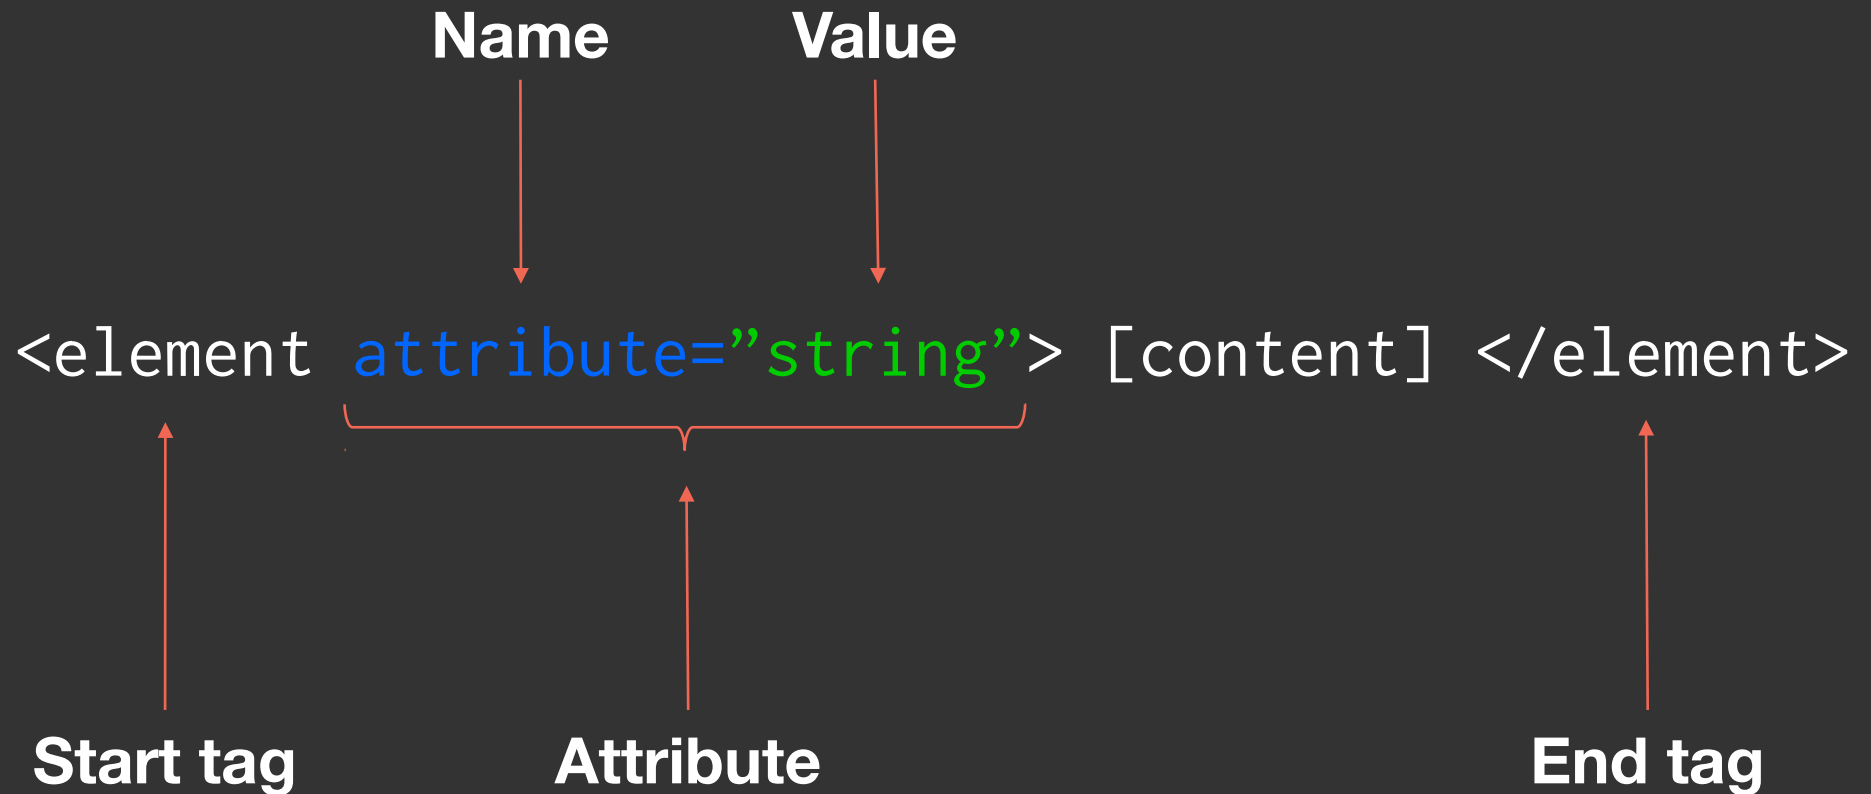 Name Value
<element attribute=”string”> [content] </element>
Start tag Attribute End tag